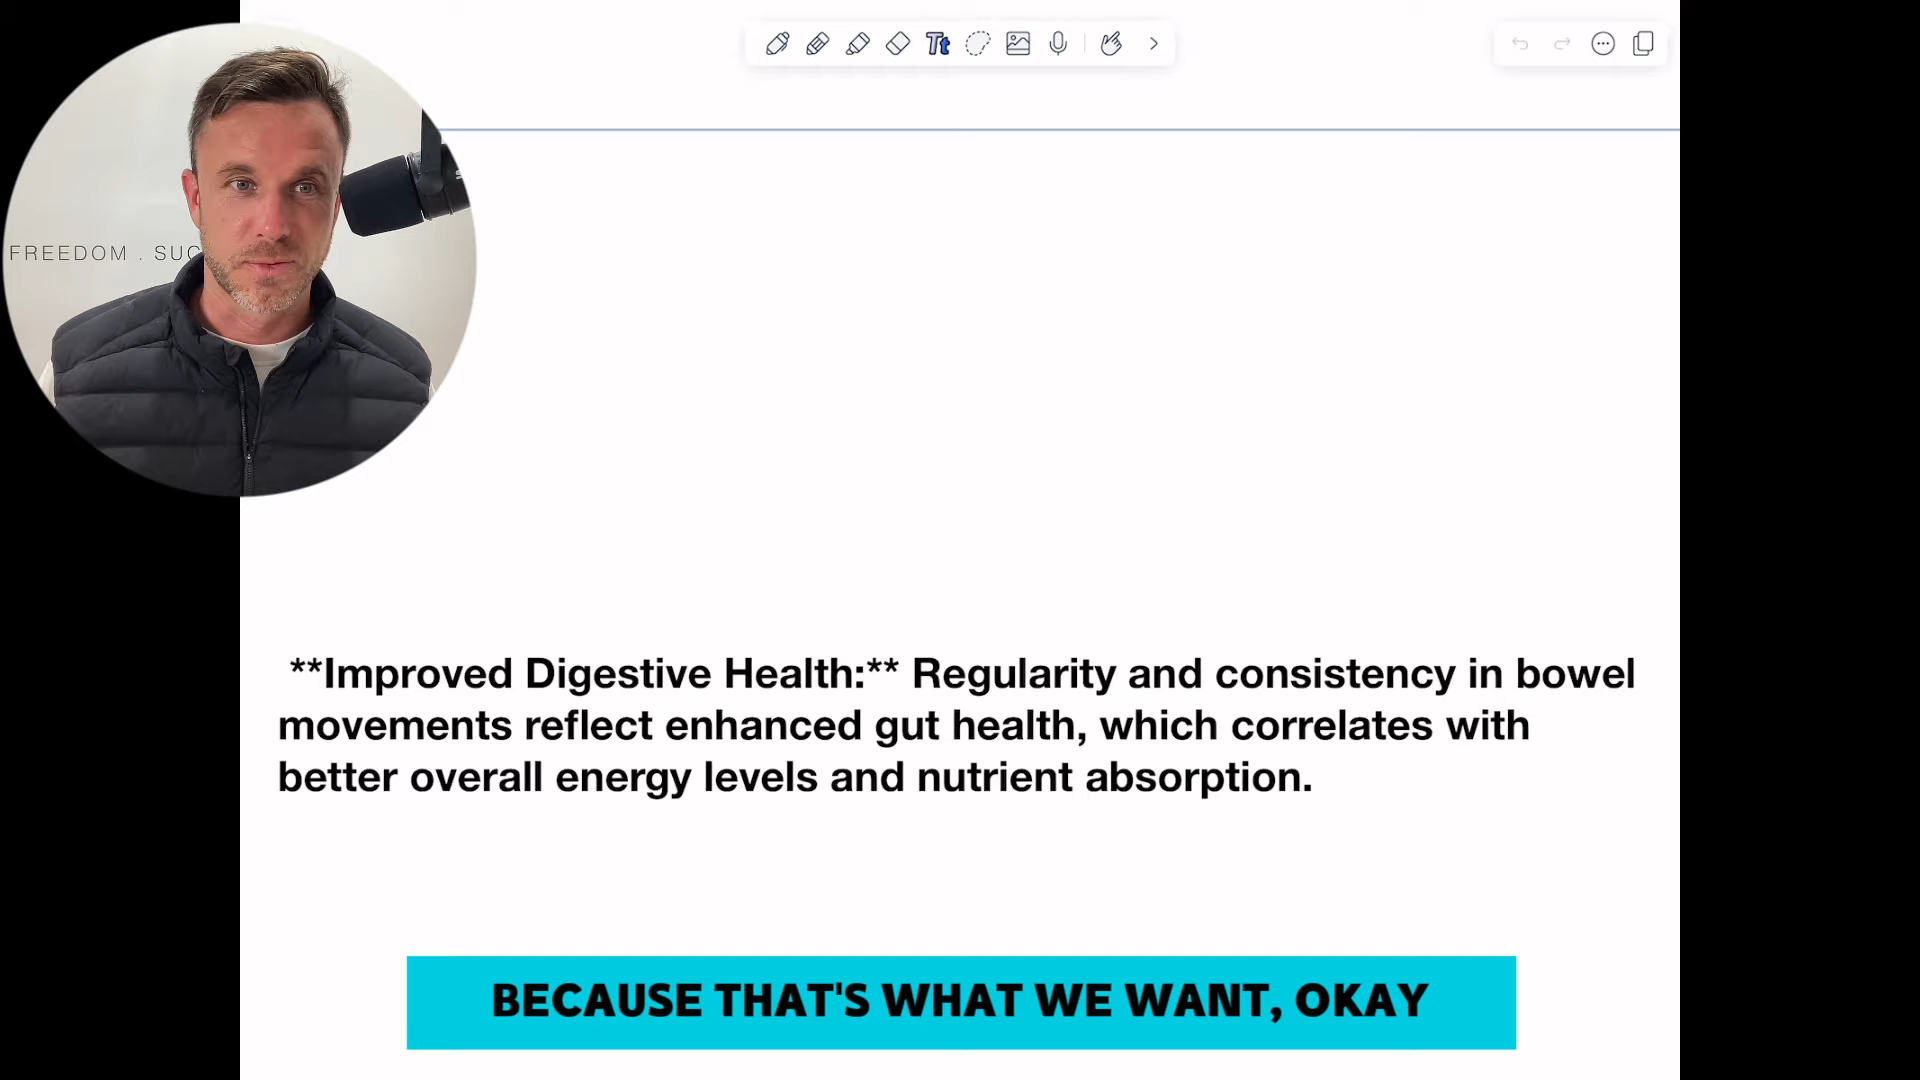 FREEDOM . SUC
Tt
**Improved Digestive Health:** Regularity and consistency in bowel
movements reflect enhanced gut health, which correlates with
better overall energy levels and nutrient absorption.
BECAUSE THAT'S WHAT WE WANT, OKAY